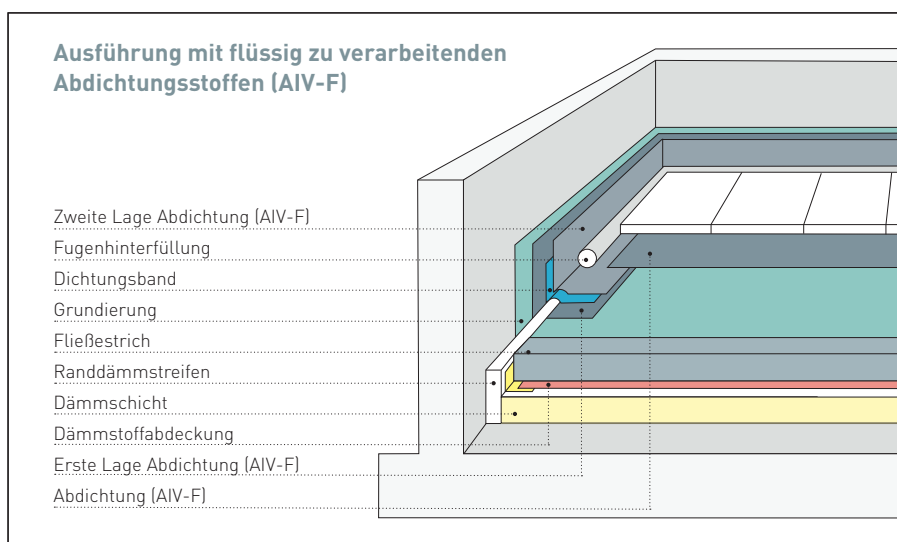 Ausführung mit flüssig zu verarbeitenden
Abdichtungsstoffen (AIV-F)
Zweite Lage Abdichtung (AIV-F)
Fugenhinterfüllung
Dichtungsband
Grundierung
Fließestrich
Randdämmstreifen
Dämmschicht
Dämmstoffabdeckung
Erste Lage Abdichtung (AIV-F)
Abdichtung (AIV-F)